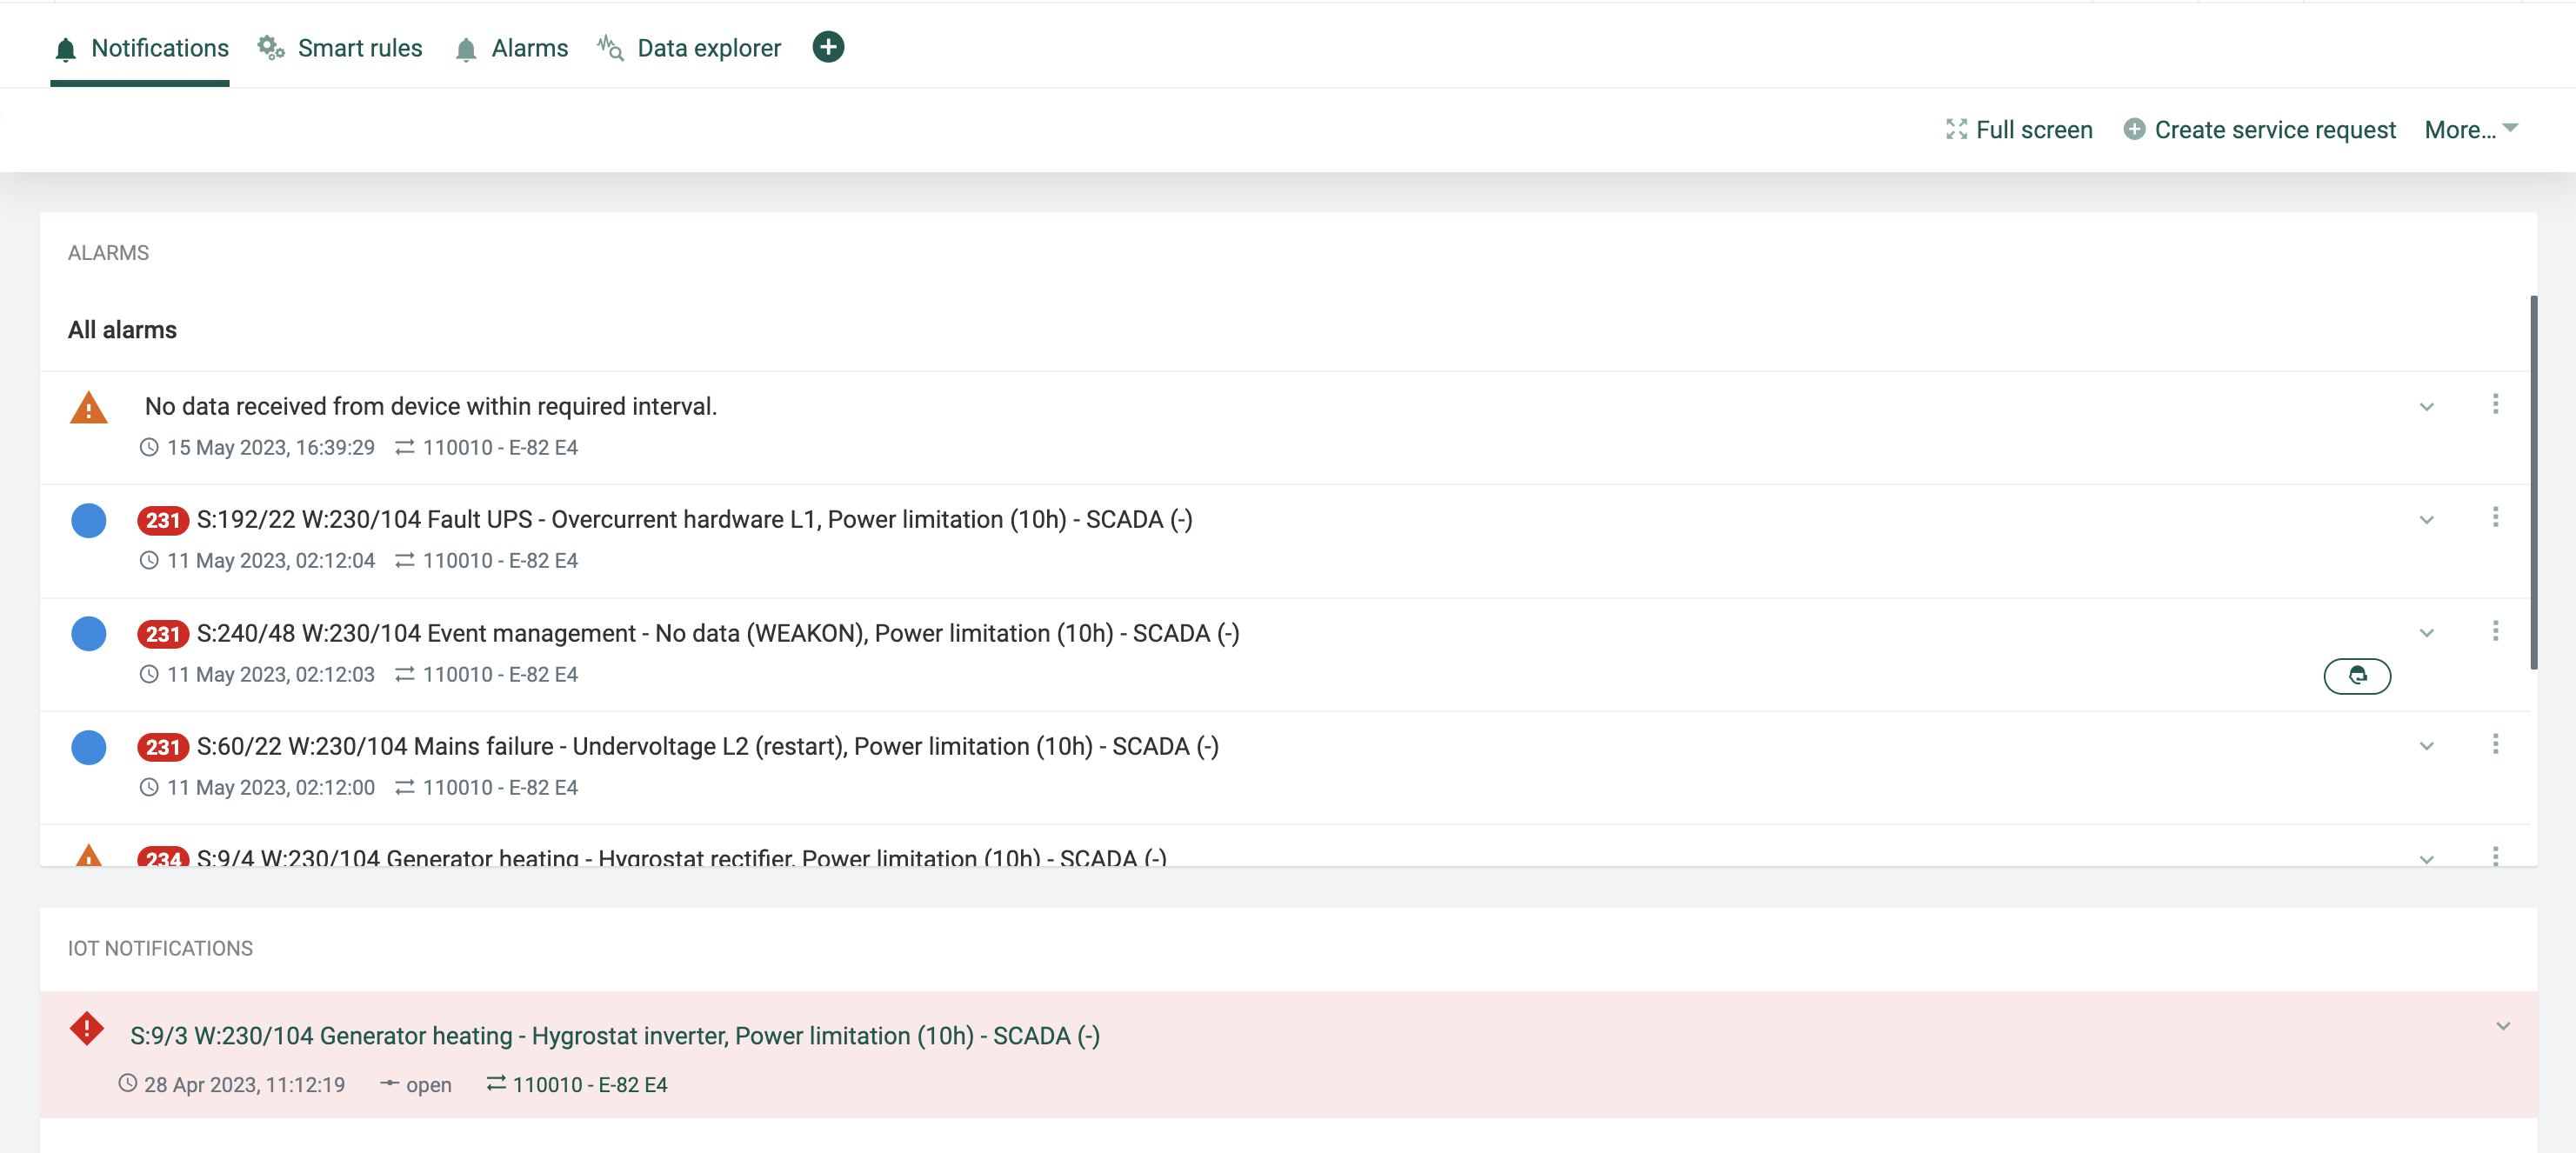 Notifications Smart rules Alarms Data explorer
Full screen Create service request More...
ALARMS
All alarms
No data received from device within required interval.
15 May 2023, 16:39:29 110010 - E-82 E4
231 S:192/22 W:230/104 Fault UPS - Overcurrent hardware L1, Power limitation (10h) - SCADA (-)
11 May 2023, 02:12:04 110010 - E-82 E4
231 S:240/48 W:230/104 Event management - No data (WEAKON), Power limitation (10h) - SCADA (-)
11 May 2023, 02:12:03 110010 - E-82 E4
231 S:60/22 W:230/104 Mains failure - Undervoltage L2 (restart), Power limitation (10h) - SCADA (-)
11 May 2023, 02:12:00 110010 - E-82 E4
234 S:9/4 W:230/104 Generator heating - Hygrostat rectifier, Power limitation (10h) - SCADA (-)
IOT NOTIFICATIONS
S:9/3 W:230/104 Generator heating - Hygrostat inverter, Power limitation (10h) - SCADA (-)
28 Apr 2023, 11:12:19 open 110010 - E-82 E4